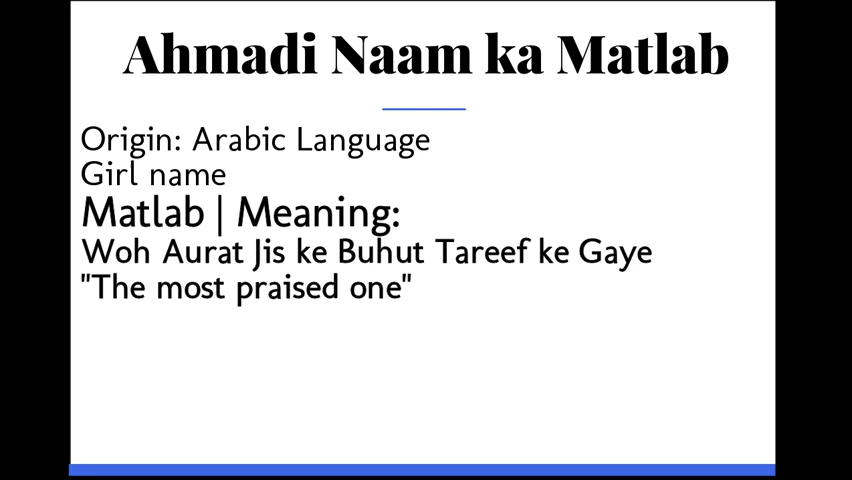 Ahmadi Naam ka Matlab
Origin: Arabic Language
Girl name
Matlab | Meaning:
Woh Aurat Jis ke Buhut Tareef ke Gaye
"The most praised one"